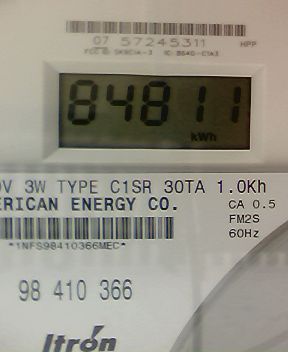 07 57245311 HPP
84811
kWh
0V 3W TYPE C1SR 30TA 1.0Kh
ERICAN ENERGY CO. CA 0.5
FM2S
*1NFS98410366MEC* 60Hz
98 410 366
Itron